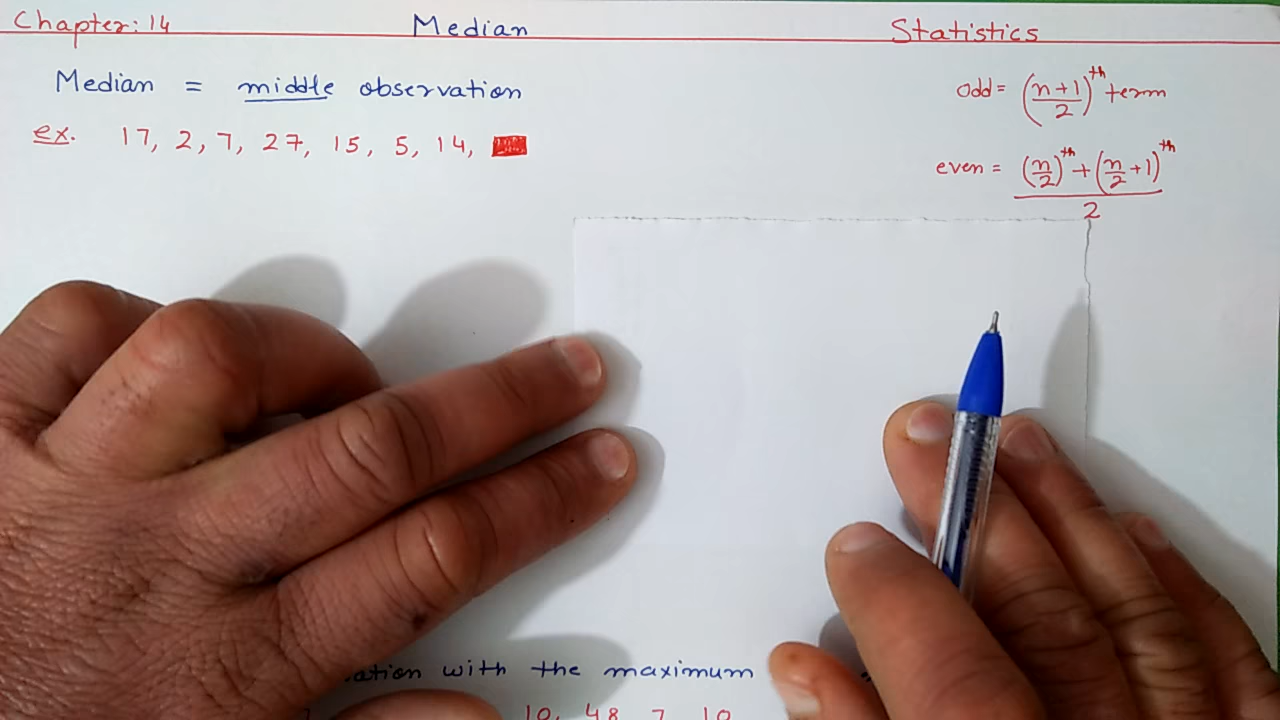 Chapter: 14 Median Statistics
Median = middle observation
ex. 17, 2, 7, 27, 15, 5, 14,
odd = (n+1/2)th term
even = (n/2)th + (n/2 +1)th / 2
with the maximum
10, 48, 7, 10